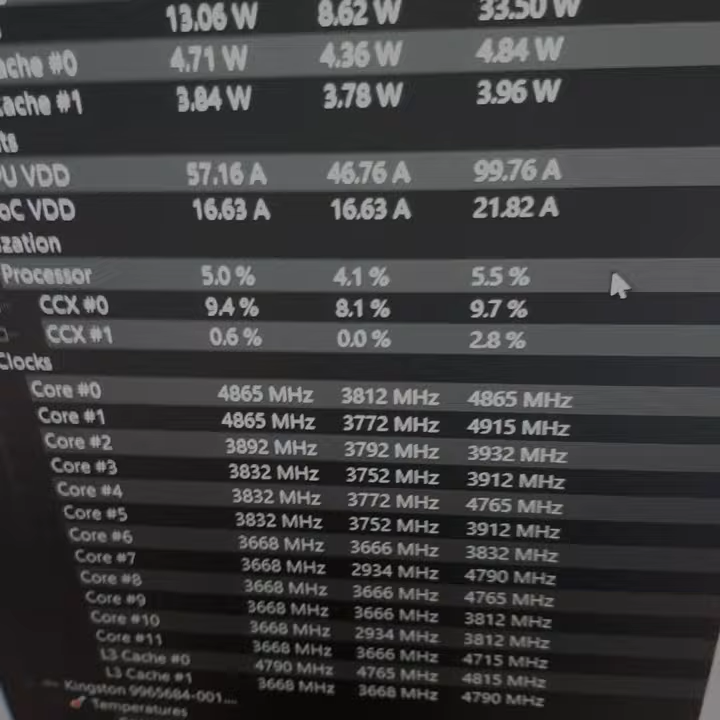 13.06 W 8.62 W 33.50 W
ache #0 4.71 W 4.36 W 4.84 W
ache #1 3.84 W 3.78 W 3.96 W
ts
U VDD 57.16 A 46.76 A 99.76 A
oC VDD 16.63 A 16.63 A 21.82 A
zation
Processor 5.0 % 4.1 % 5.5 %
CCX #0 9.4 % 8.1 % 9.7 %
CCX #1 0.6 % 0.0 % 2.8 %
Clocks
Core #0 4865 MHz 3812 MHz 4865 MHz
Core #1 4865 MHz 3772 MHz 4915 MHz
Core #2 3892 MHz 3792 MHz 3932 MHz
Core #3 3832 MHz 3752 MHz 3912 MHz
Core #4 3832 MHz 3772 MHz 4765 MHz
Core #5 3832 MHz 3752 MHz 3912 MHz
Core #6 3668 MHz 3666 MHz 3832 MHz
Core #7 3668 MHz 2934 MHz 4790 MHz
Core #8 3668 MHz 3666 MHz 4765 MHz
Core #9 3668 MHz 3666 MHz 3812 MHz
Core #10 3668 MHz 2934 MHz 3812 MHz
Core #11 3668 MHz 3666 MHz 4715 MHz
L3 Cache #0 4790 MHz 4765 MHz 4815 MHz
L3 Cache #1 3668 MHz 3668 MHz 4790 MHz
Kingston 9965684-001...
Temperatures